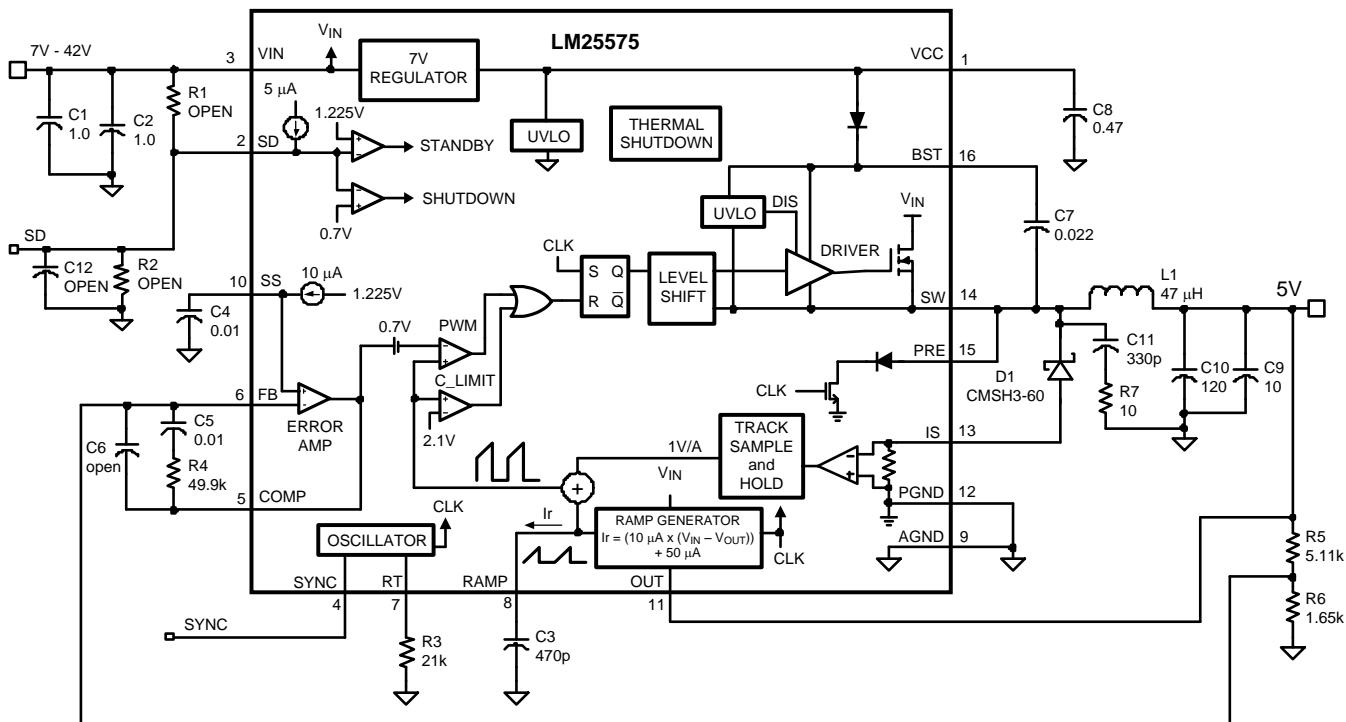 LM25575
7V - 42V
3
VIN
V_IN
7V
REGULATOR
VCC
1
R1
OPEN
C1
1.0
C2
1.0
5 μA
1.225V
2
SD
STANDBY
SHUTDOWN
0.7V
UVLO
THERMAL
SHUTDOWN
C8
0.47
BST
16
UVLO
DIS
V_IN
DRIVER
C7
0.022
SD
C12
OPEN
R2
OPEN
10
SS
10 μA
1.225V
C4
0.01
CLK
S
Q
R
Q̅
LEVEL
SHIFT
SW
14
L1
47 μH
5V
0.7V
PWM
C_LIMIT
2.1V
PRE
15
CLK
D1
CMSH3-60
C11
330p
R7
10
C10
120
C9
10
6
FB
ERROR
AMP
C5
0.01
C6
open
R4
49.9k
5
COMP
1V/A
TRACK
SAMPLE
and
HOLD
IS
13
PGND
12
AGND
9
V_IN
+
Ir
RAMP GENERATOR
Ir = (10 μA x (V_IN – V_OUT))
+ 50 μA
CLK
CLK
OSCILLATOR
SYNC
4
RT
7
RAMP
8
OUT
11
R5
5.11k
R6
1.65k
SYNC
R3
21k
C3
470p